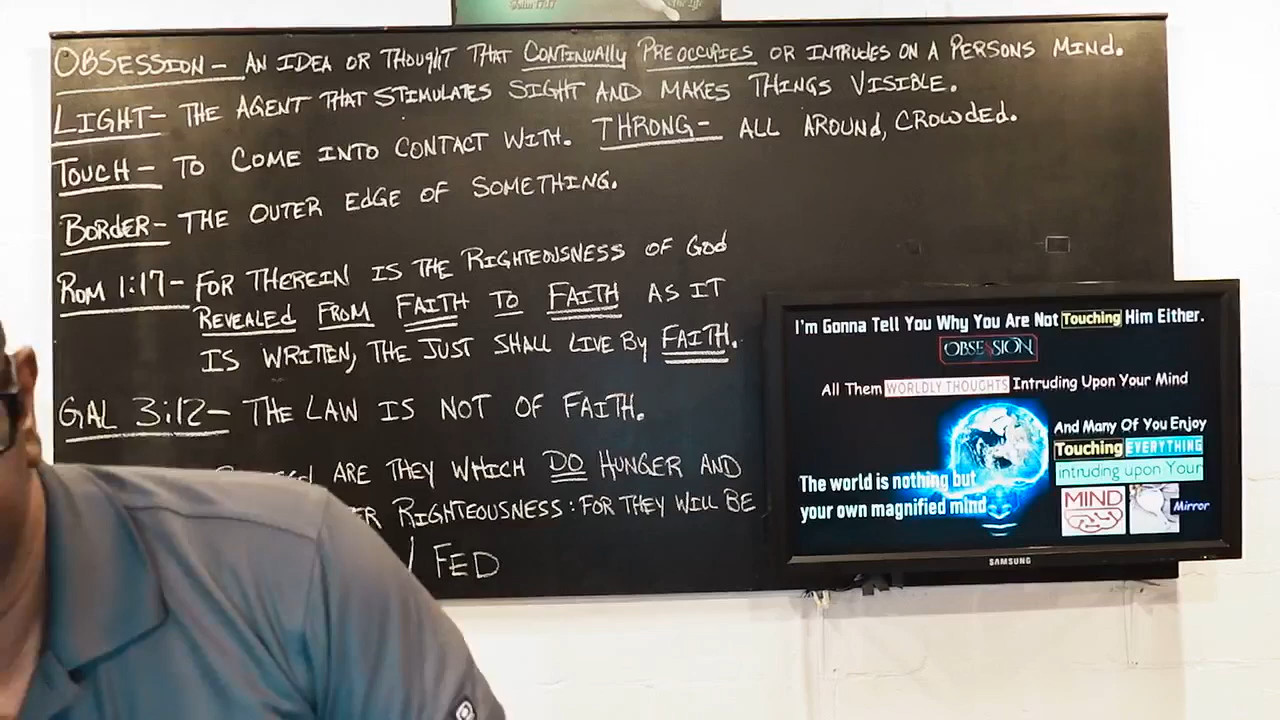 The Life
OBSESSION - AN IDEA OR THOUGHT THAT CONTINUALLY PREOCCUPIES OR INTRUDES ON A PERSONS MIND.
LIGHT - THE AGENT THAT STIMULATES SIGHT AND MAKES THINGS VISIBLE.
TOUCH - TO COME INTO CONTACT WITH. THRONG - ALL AROUND, CROWDED.
BORDER - THE OUTER EDGE OF SOMETHING.
ROM 1:17 - FOR THEREIN IS THE RIGHTEOUSNESS OF GOD
REVEALED FROM FAITH TO FAITH AS IT
IS WRITTEN, THE JUST SHALL LIVE BY FAITH.
GAL 3:12 - THE LAW IS NOT OF FAITH.
ARE THEY WHICH DO HUNGER AND
RIGHTEOUSNESS: FOR THEY WILL BE
/ FED
I'm Gonna Tell You Why You Are Not Touching Him Either.
OBSESSION
All Them WORLDLY THOUGHTS Intruding Upon Your Mind
And Many Of You Enjoy
Touching EVERYTHING
intruding upon Your
MIND Mirror
The world is nothing but
your own magnified mind
SAMSUNG